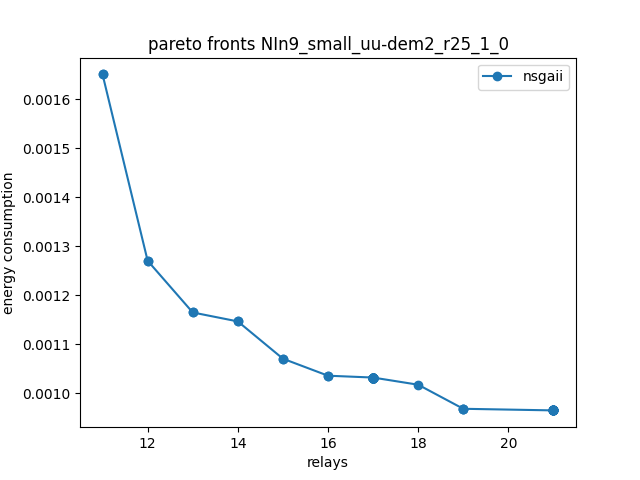 pareto fronts NIn9_small_uu-dem2_r25_1_0
nsgaii
energy consumption
0.0016
0.0015
0.0014
0.0013
0.0012
0.0011
0.0010
12 14 16 18 20
relays